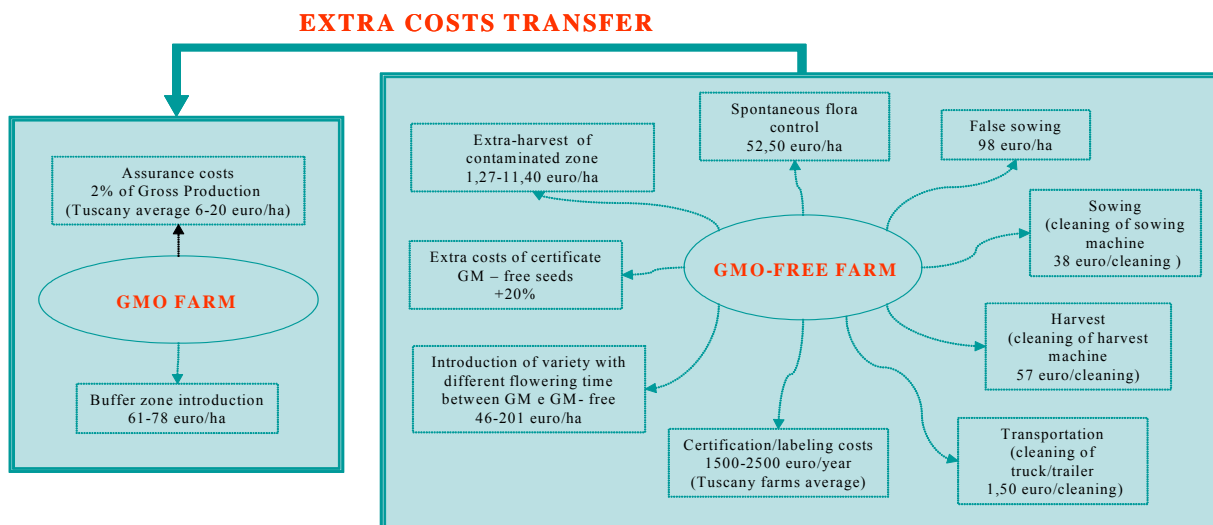 EXTRA COSTS TRANSFER
Assurance costs
2% of Gross Production
(Tuscany average 6-20 euro/ha)
GMO FARM
Buffer zone introduction
61-78 euro/ha
Spontaneous flora
control
52,50 euro/ha
False sowing
98 euro/ha
Extra-harvest of
contaminated zone
1,27-11,40 euro/ha
Sowing
(cleaning of sowing
machine
38 euro/cleaning )
Extra costs of certificate
GM – free seeds
+20%
GMO-FREE FARM
Harvest
(cleaning of harvest
machine
57 euro/cleaning)
Introduction of variety with
different flowering time
between GM e GM- free
46-201 euro/ha
Certification/labeling costs
1500-2500 euro/year
(Tuscany farms average)
Transportation
(cleaning of
truck/trailer
1,50 euro/cleaning)